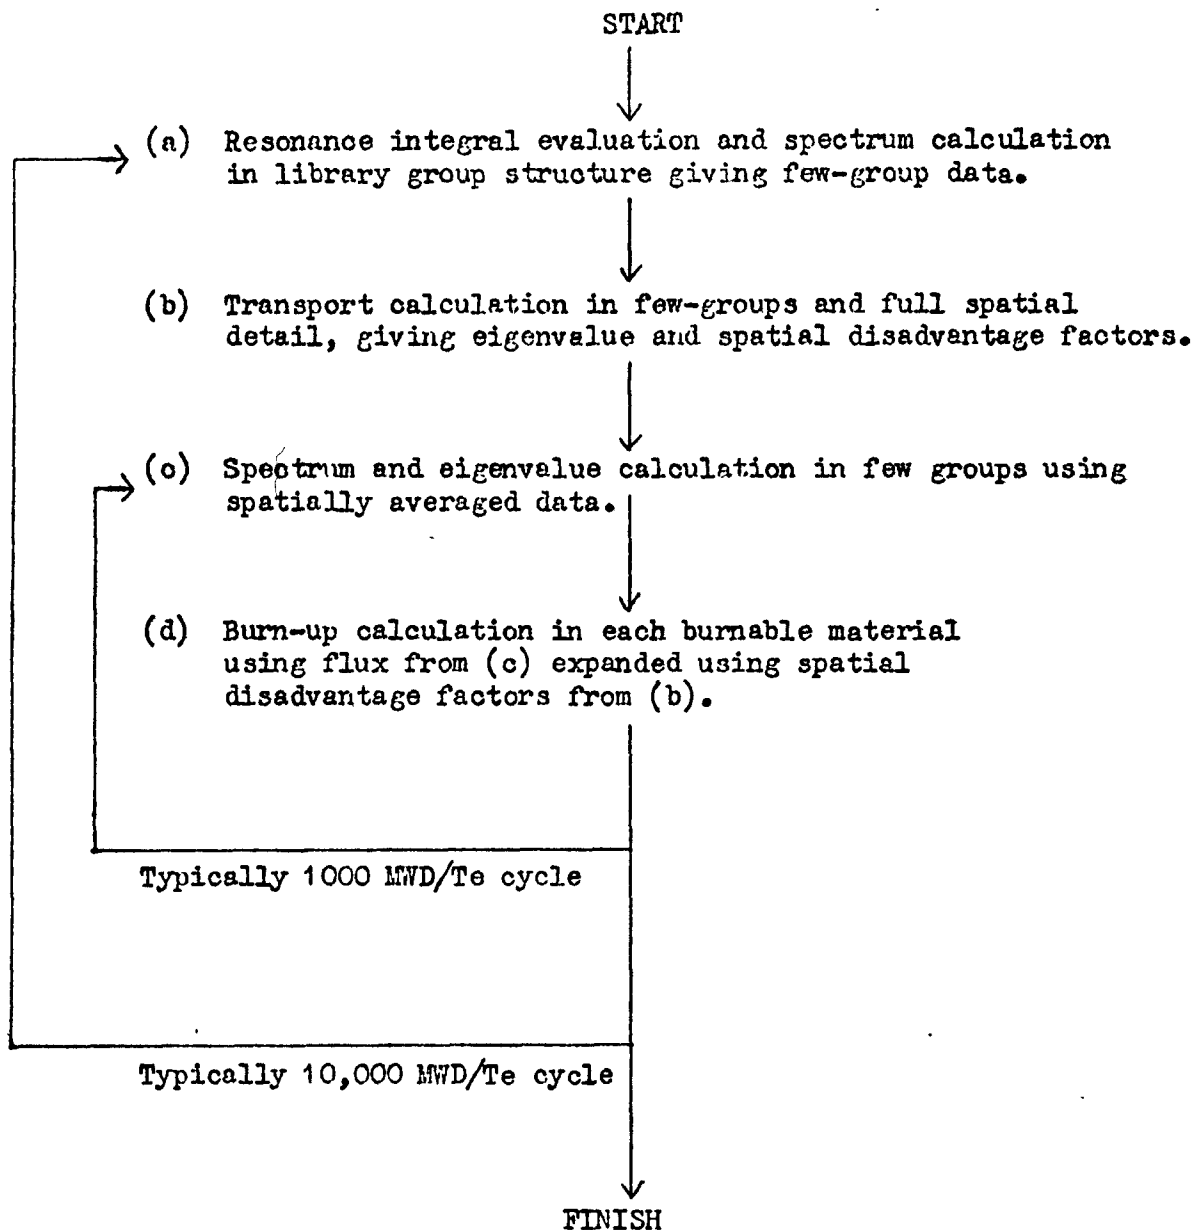 START
(a) Resonance integral evaluation and spectrum calculation
in library group structure giving few-group data.
(b) Transport calculation in few-groups and full spatial
detail, giving eigenvalue and spatial disadvantage factors.
(c) Spectrum and eigenvalue calculation in few groups using
spatially averaged data.
(d) Burn-up calculation in each burnable material
using flux from (c) expanded using spatial
disadvantage factors from (b).
Typically 1000 MWD/Te cycle
Typically 10,000 MWD/Te cycle
FINISH